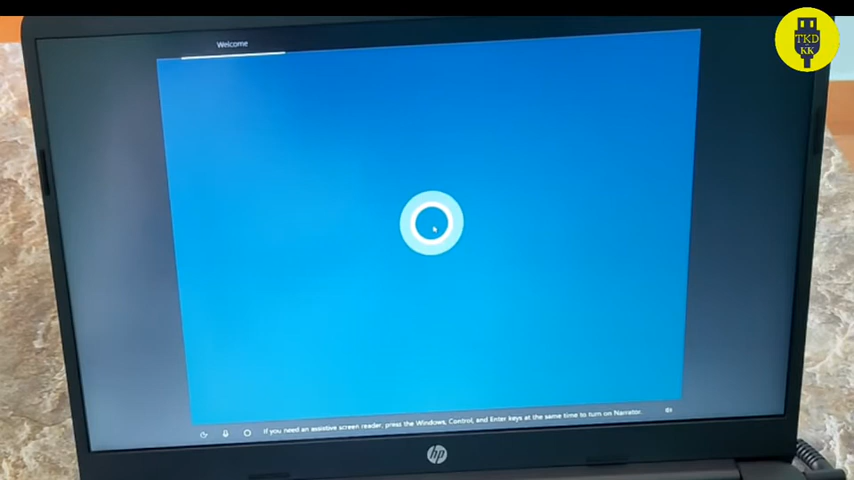 Welcome
TKD
KK
If you need an assistive screen reader, press the Windows, Control, and Enter keys at the same time to turn on Narrator.
hp